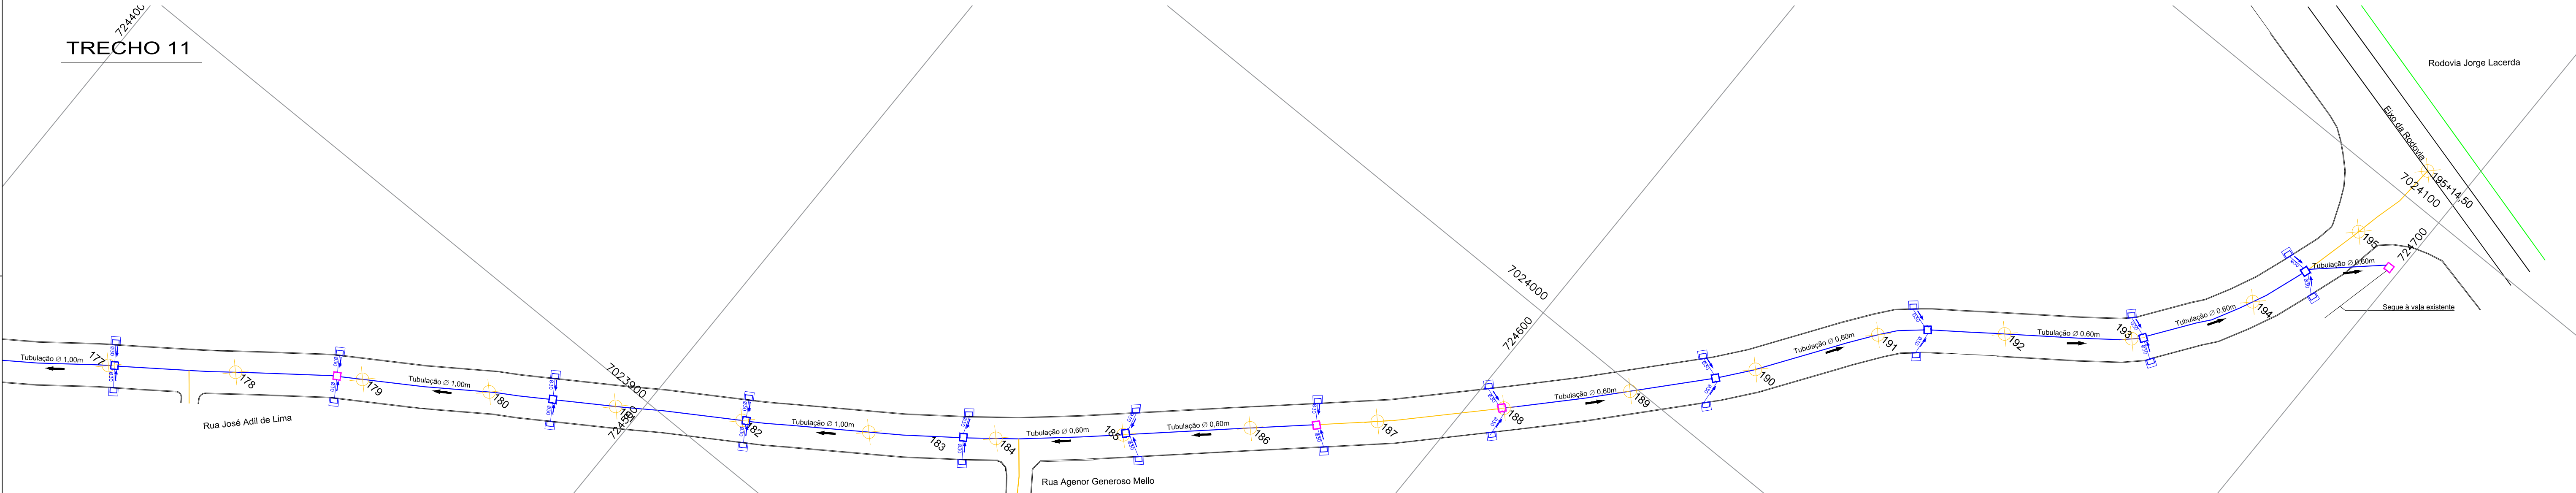 724400
TRECHO 11
Rodovia Jorge Lacerda
Eixo da Rodovia
195+14,50
7024100
724700
195
Tubulação ∅ 0,60m
Segue à vala existente
194
Tubulação ∅ 0,60m
193
Tubulação ∅ 0,60m
192
191
Tubulação ∅ 0,60m
190
189
Tubulação ∅ 0,60m
188
7024000
724600
187
186
Tubulação ∅ 0,60m
185
Tubulação ∅ 0,60m
184
183
Tubulação ∅ 1,00m
182
7023900
181
724500
180
Tubulação ∅ 1,00m
179
178
177
Tubulação ∅ 1,00m
Rua José Adil de Lima
Rua Agenor Generoso Mello